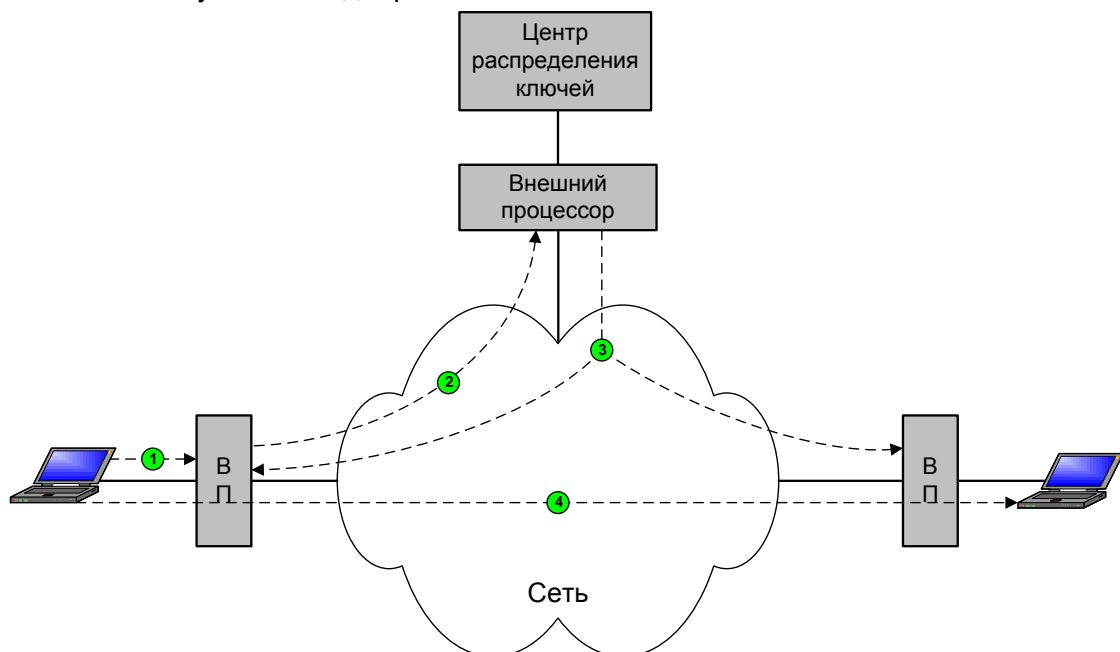 Центр
распределения
ключей
Внешний
процессор
3
2
1
В
П
В
П
4
Сеть